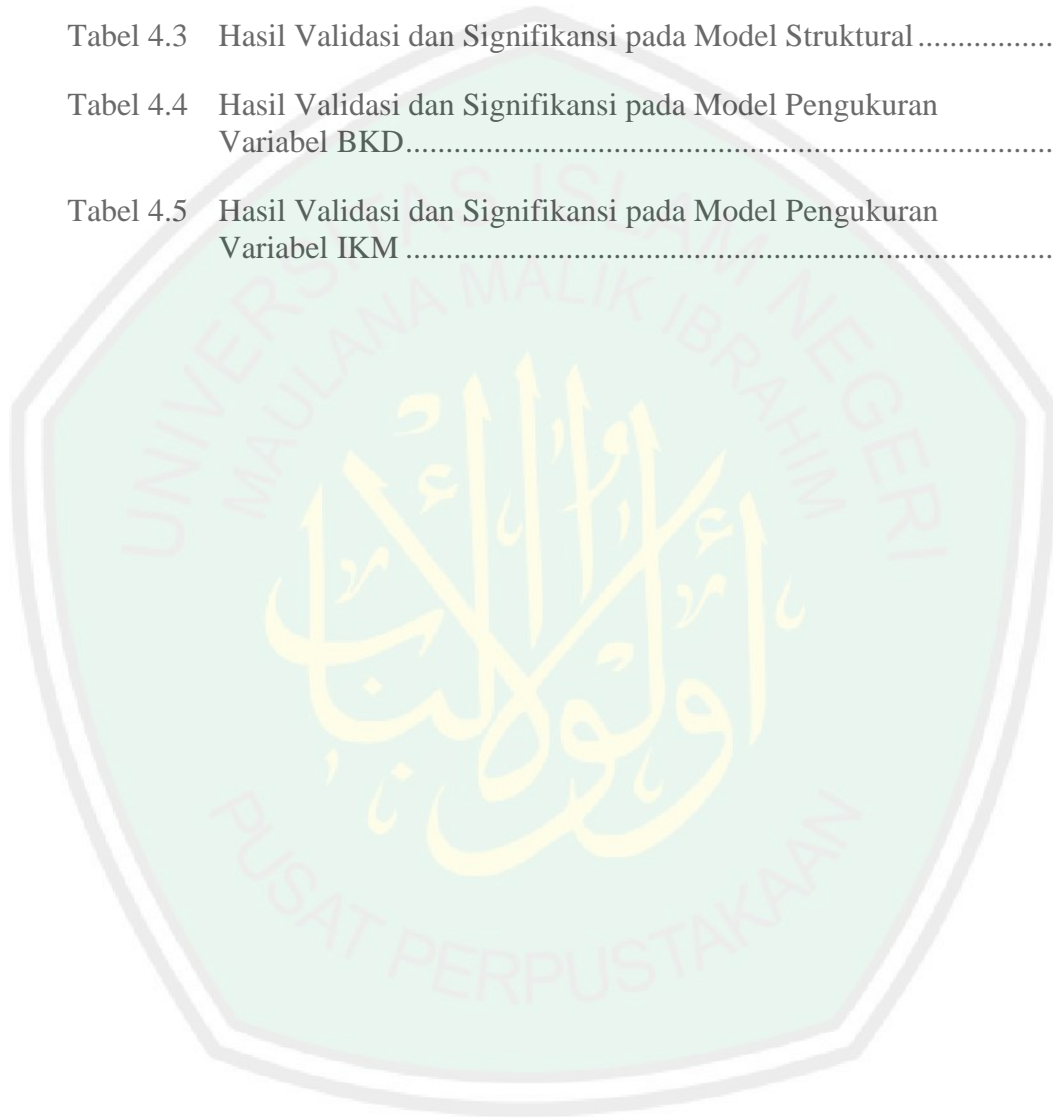 Tabel 4.3 Hasil Validasi dan Signifikansi pada Model Struktural.................
Tabel 4.4 Hasil Validasi dan Signifikansi pada Model Pengukuran
Variabel BKD.................................................................................
Tabel 4.5 Hasil Validasi dan Signifikansi pada Model Pengukuran
Variabel IKM .................................................................................
UNIVERSITAS ISLAM NEGERI
MAULANA MALIK IBRAHIM
أولوا الألباب
PUSAT PERPUSTAKAAN